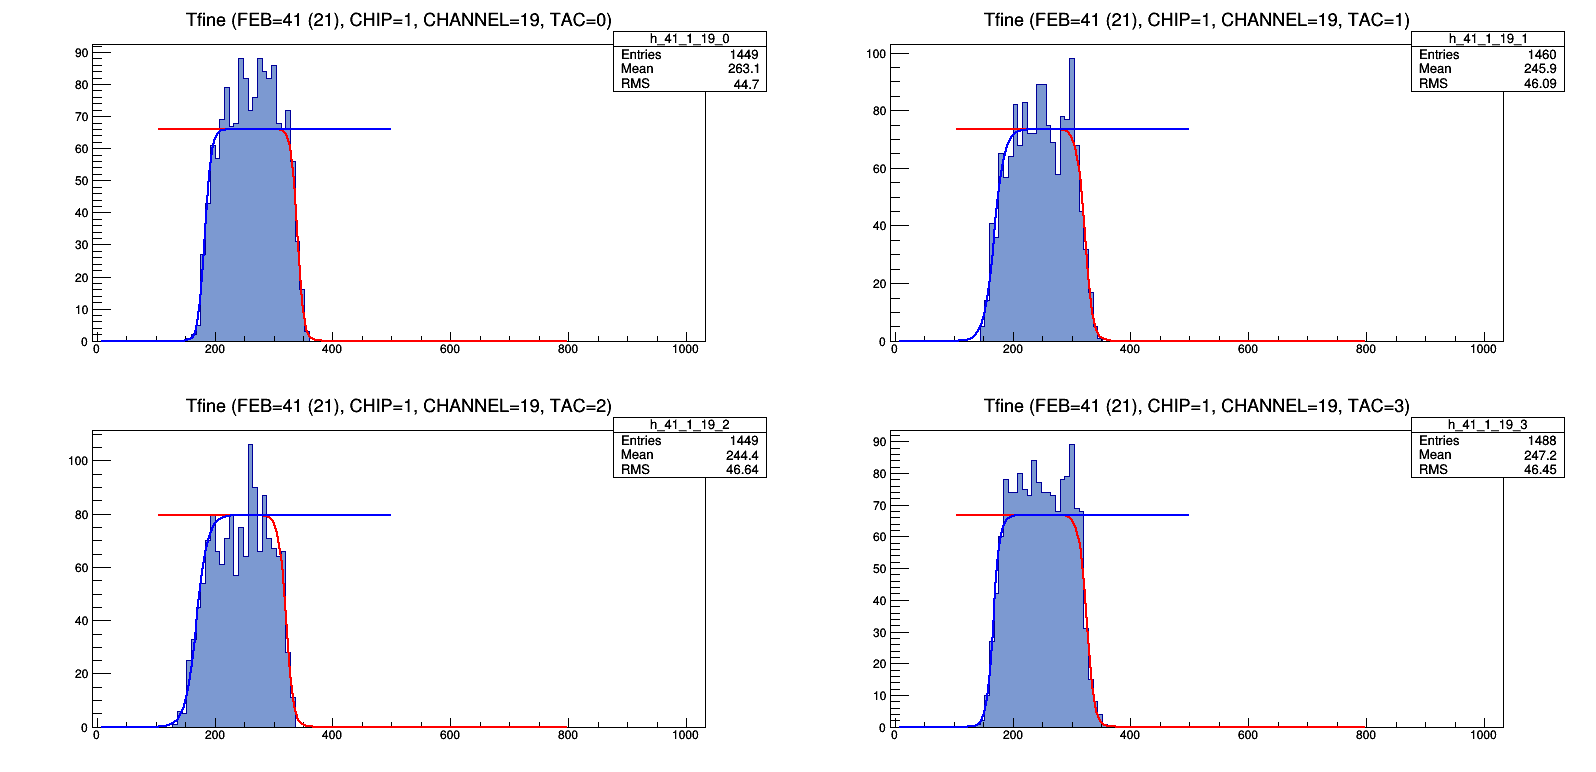 Tfine (FEB=41 (21), CHIP=1, CHANNEL=19, TAC=0)
h_41_1_19_0
Entries 1449
Mean 263.1
RMS 44.7
90
80
70
60
50
40
30
20
10
0
0 200 400 600 800 1000
Tfine (FEB=41 (21), CHIP=1, CHANNEL=19, TAC=1)
h_41_1_19_1
Entries 1460
Mean 245.9
RMS 46.09
100
80
60
40
20
0
0 200 400 600 800 1000
Tfine (FEB=41 (21), CHIP=1, CHANNEL=19, TAC=2)
h_41_1_19_2
Entries 1449
Mean 244.4
RMS 46.64
100
80
60
40
20
0
0 200 400 600 800 1000
Tfine (FEB=41 (21), CHIP=1, CHANNEL=19, TAC=3)
h_41_1_19_3
Entries 1488
Mean 247.2
RMS 46.45
90
80
70
60
50
40
30
20
10
0
0 200 400 600 800 1000